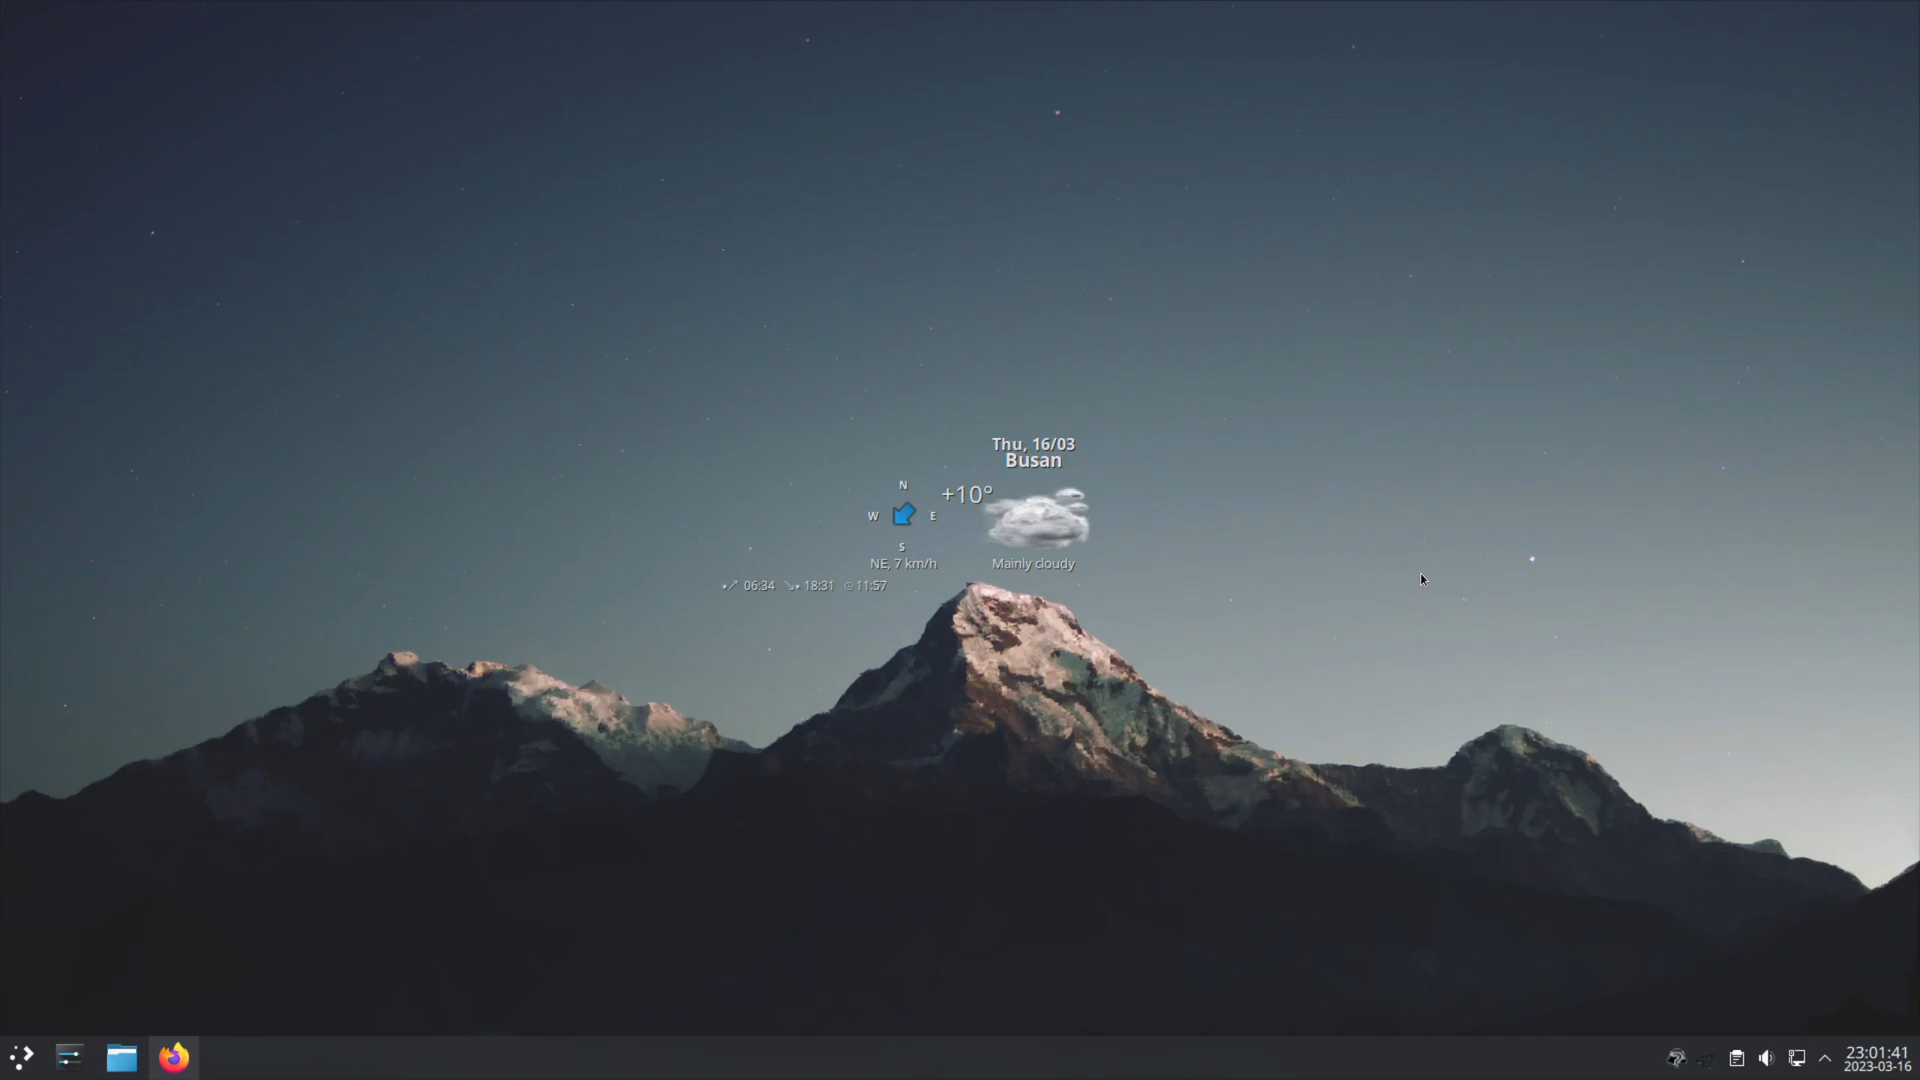 Thu, 16/03
Busan
N
+10°
W
E
S
NE, 7 km/h
Mainly cloudy
06:34
18:31
11:57
23:01:41
2023-03-16